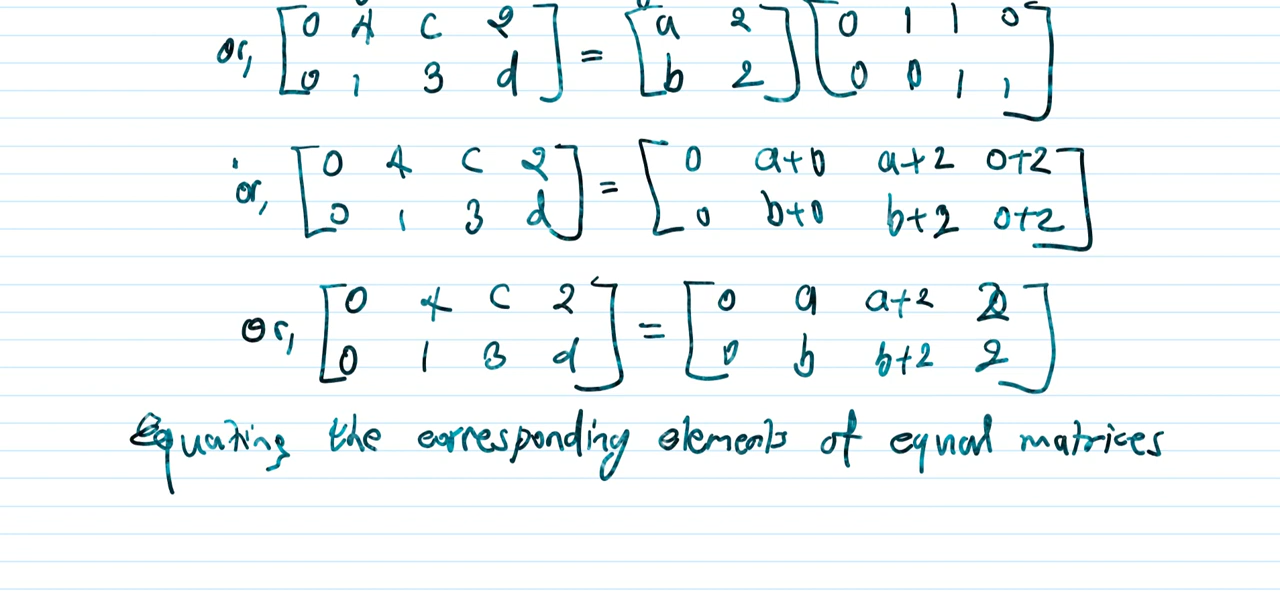 or, [0 4 c 2
0 1 3 d] = [a 2
b 2] [0 1 1 0
0 0 1 1]
or, [0 4 c 2
0 1 3 d] = [0 a+0 a+2 0+2
0 b+0 b+2 0+2]
or, [0 4 c 2
0 1 3 d] = [0 a a+2 2
0 b b+2 2]
Equating the corresponding elements of equal matrices